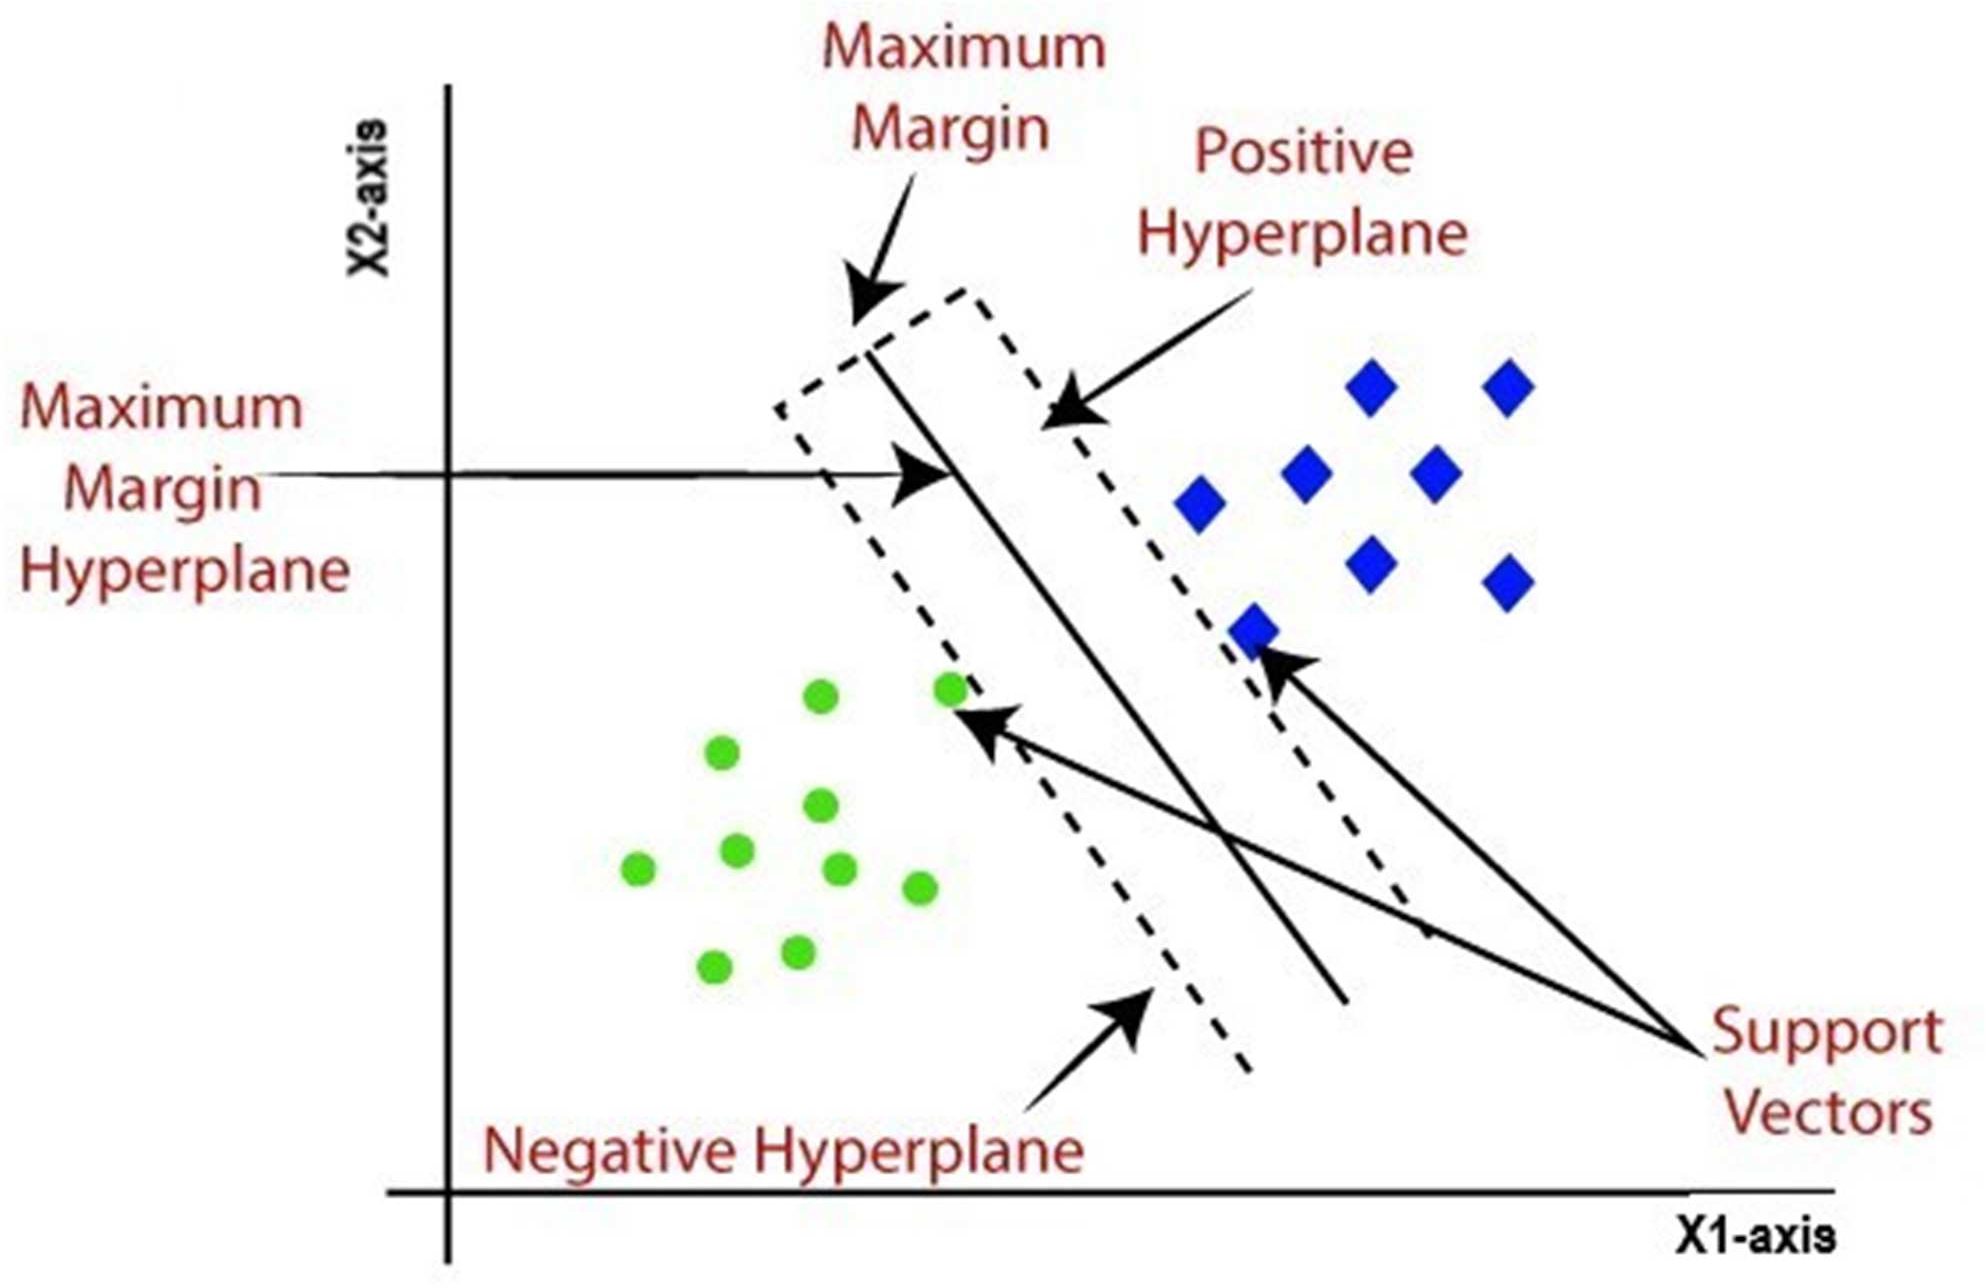 Maximum
Margin
Positive
Hyperplane
X2-axis
Maximum
Margin
Hyperplane
Support
Vectors
Negative Hyperplane
X1-axis